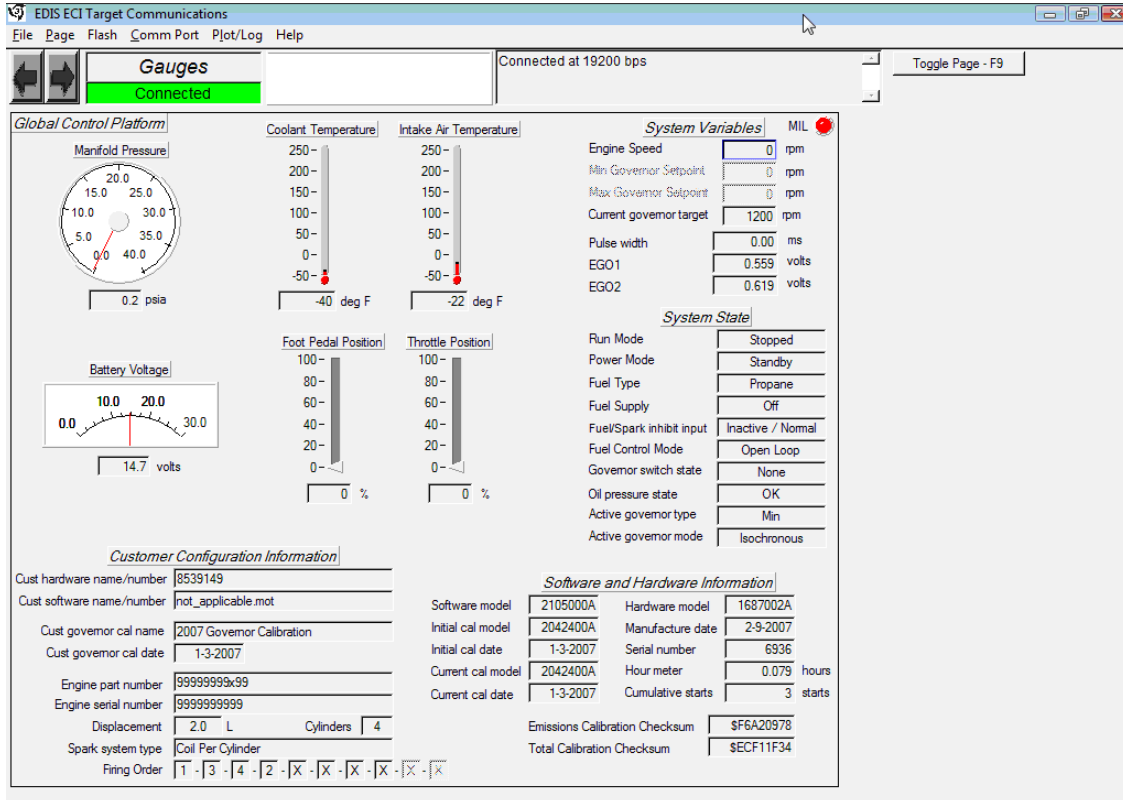 EDIS ECI Target Communications
File Page Flash Comm Port Plot/Log Help
Gauges
Connected
Connected at 19200 bps
Toggle Page - F9
Global Control Platform
Manifold Pressure
20.0
15.0 25.0
10.0 30.0
5.0 35.0
0.0 40.0
0.2 psia
Coolant Temperature
250
200
150
100
50
0
-50
-40 deg F
Intake Air Temperature
250
200
150
100
50
0
-50
-22 deg F
Battery Voltage
10.0 20.0
0.0 30.0
14.7 volts
Foot Pedal Position
100
80
60
40
20
0
0 %
Throttle Position
100
80
60
40
20
0
0 %
System Variables MIL
Engine Speed 0 rpm
Min Governor Setpoint 0 rpm
Max Governor Setpoint 0 rpm
Current governor target 1200 rpm
Pulse width 0.00 ms
EGO1 0.559 volts
EGO2 0.619 volts
System State
Run Mode Stopped
Power Mode Standby
Fuel Type Propane
Fuel Supply Off
Fuel/Spark inhibit input Inactive / Normal
Fuel Control Mode Open Loop
Governor switch state None
Oil pressure state OK
Active governor type Min
Active governor mode Isochronous
Customer Configuration Information
Cust hardware name/number 8539149
Cust software name/number not_applicable.mot
Cust governor cal name 2007 Governor Calibration
Cust governor cal date 1-3-2007
Engine part number 99999999x99
Engine serial number 9999999999
Displacement 2.0 L Cylinders 4
Spark system type Coil Per Cylinder
Firing Order 1 - 3 - 4 - 2 - X - X - X - X - X - X
Software and Hardware Information
Software model 2105000A Hardware model 1687002A
Initial cal model 2042400A Manufacture date 2-9-2007
Initial cal date 1-3-2007 Serial number 6936
Current cal model 2042400A Hour meter 0.079 hours
Current cal date 1-3-2007 Cumulative starts 3 starts
Emissions Calibration Checksum $F6A20978
Total Calibration Checksum $ECF11F34